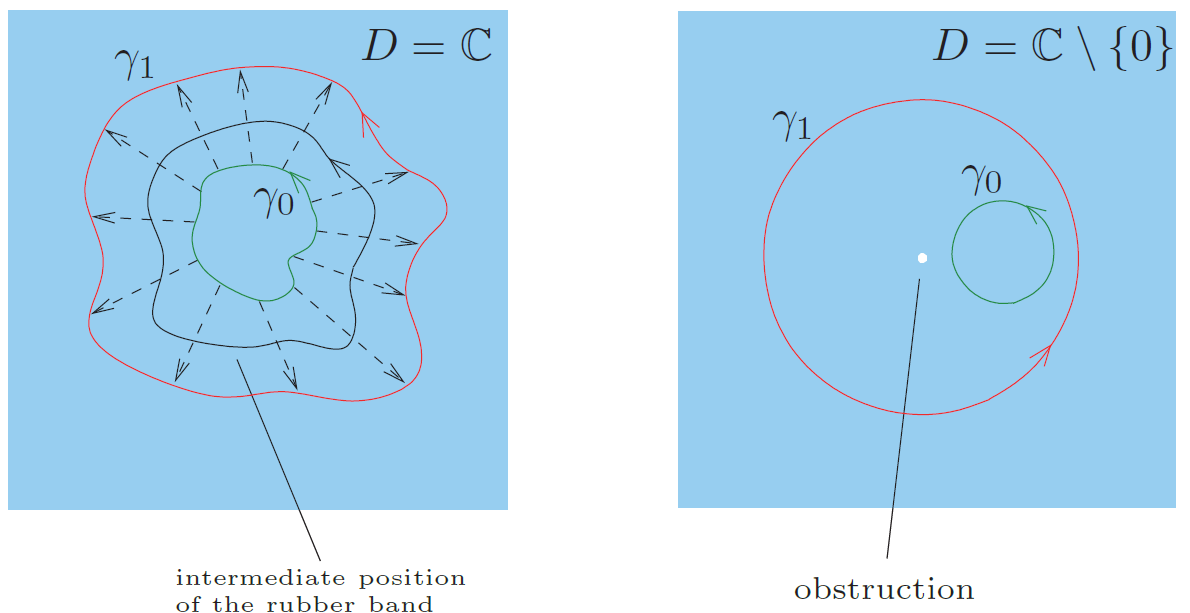 γ₁
D = ℂ
γ₀
intermediate position
of the rubber band
D = ℂ \ {0}
γ₁
γ₀
obstruction